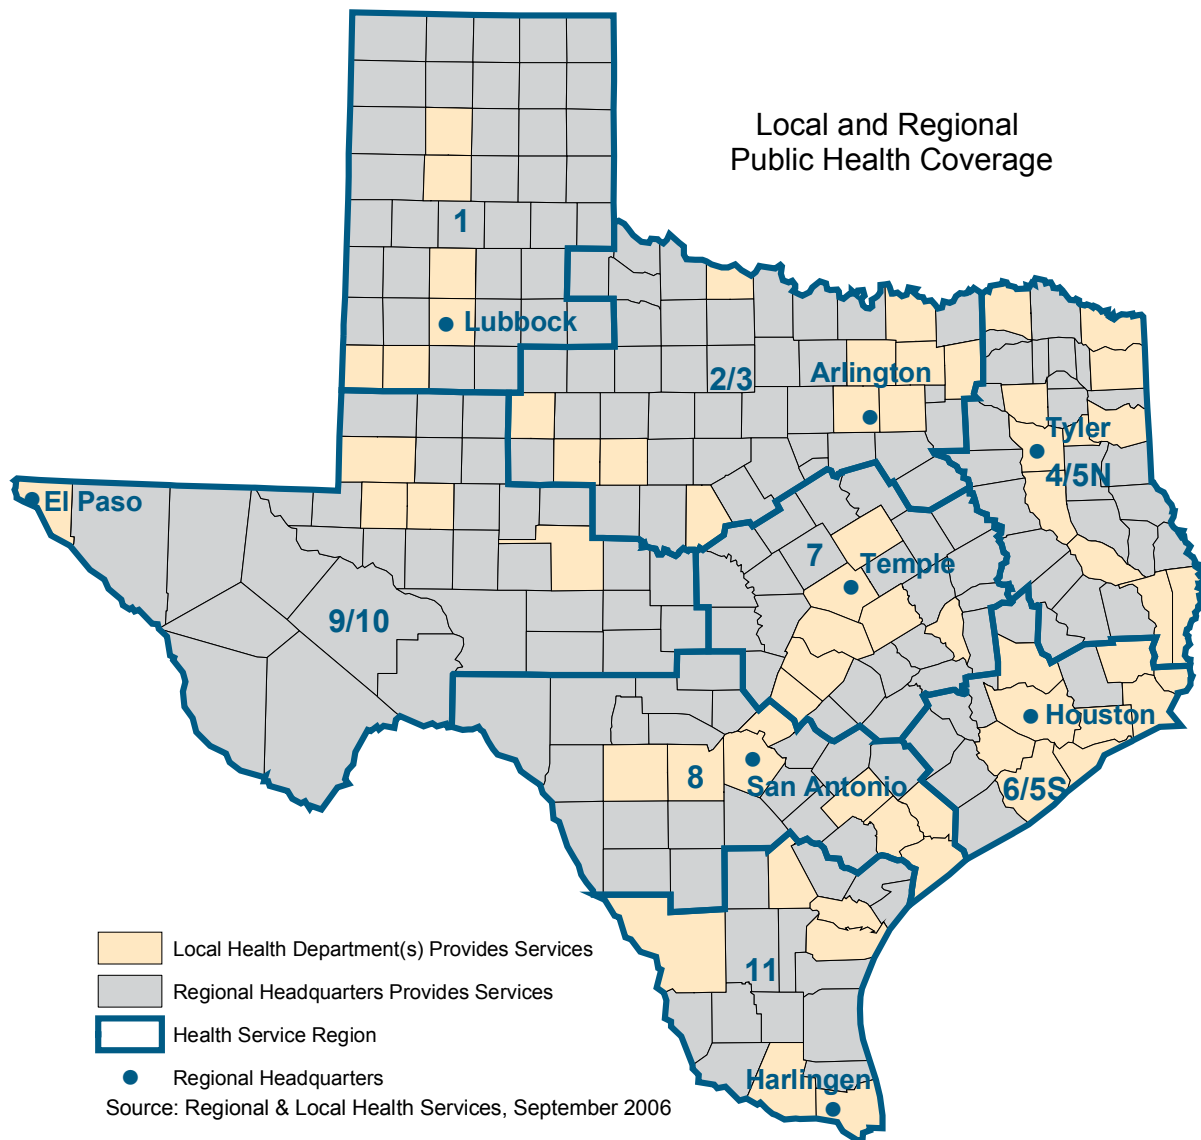 Local and Regional
Public Health Coverage
1
Lubbock
2/3
Arlington
Tyler
4/5N
El Paso
7
Temple
9/10
Houston
8
San Antonio
6/5S
11
Harlingen
Local Health Department(s) Provides Services
Regional Headquarters Provides Services
Health Service Region
Regional Headquarters
Source: Regional & Local Health Services, September 2006